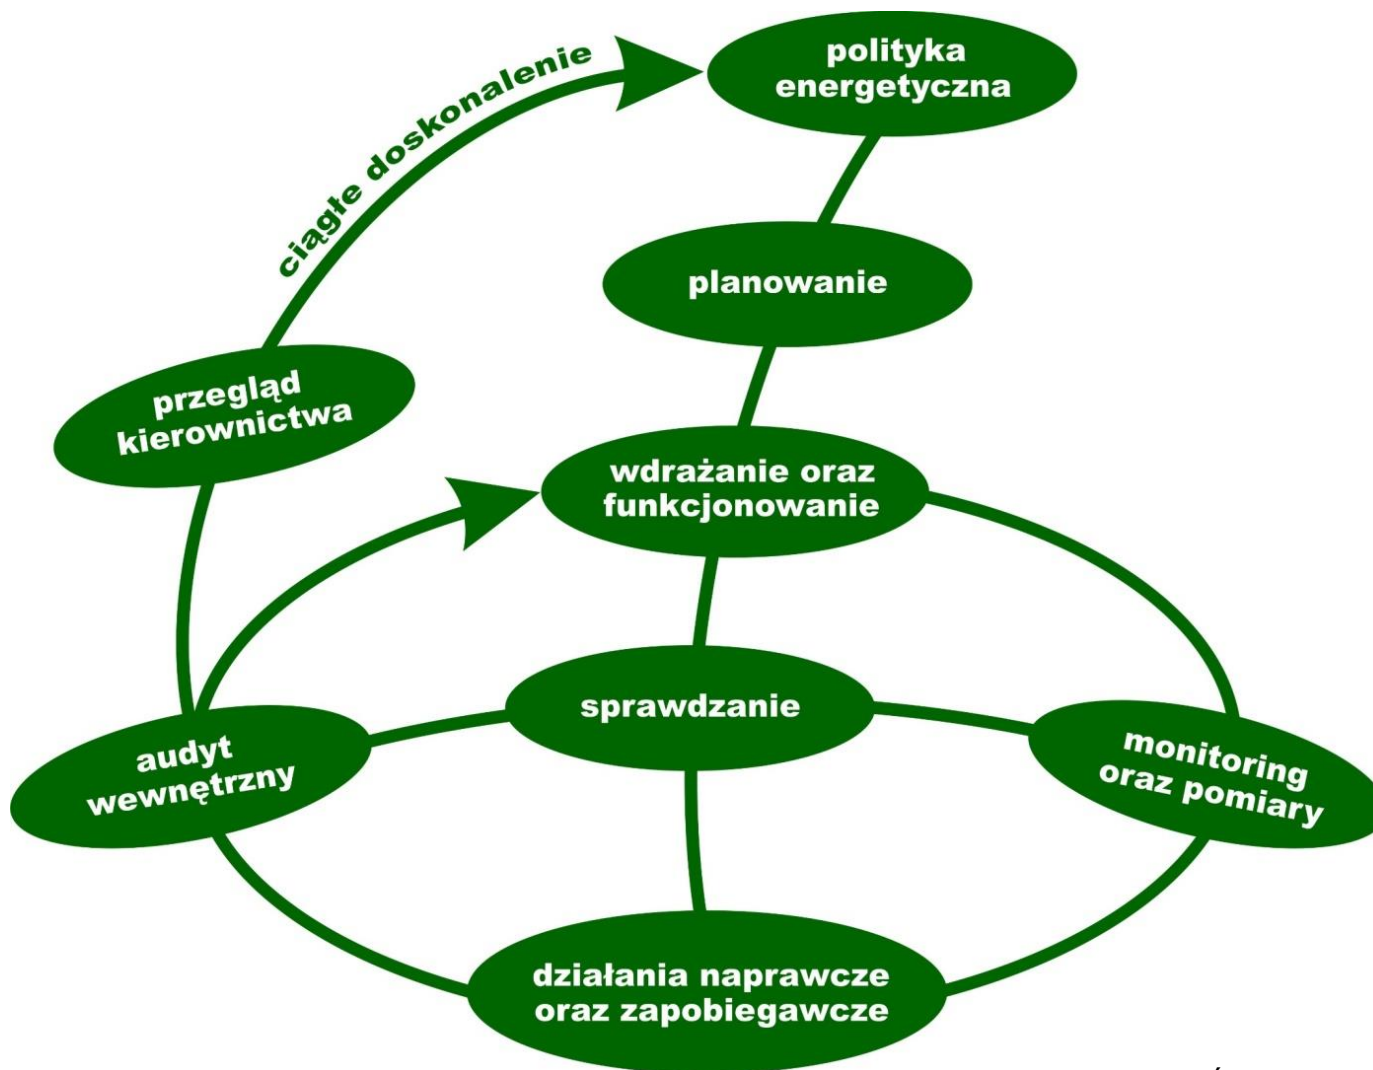 ciągłe doskonalenie
polityka
energetyczna
planowanie
przegląd
kierownictwa
wdrażanie oraz
funkcjonowanie
sprawdzanie
audyt
wewnętrzny
monitoring
oraz pomiary
działania naprawcze
oraz zapobiegawcze